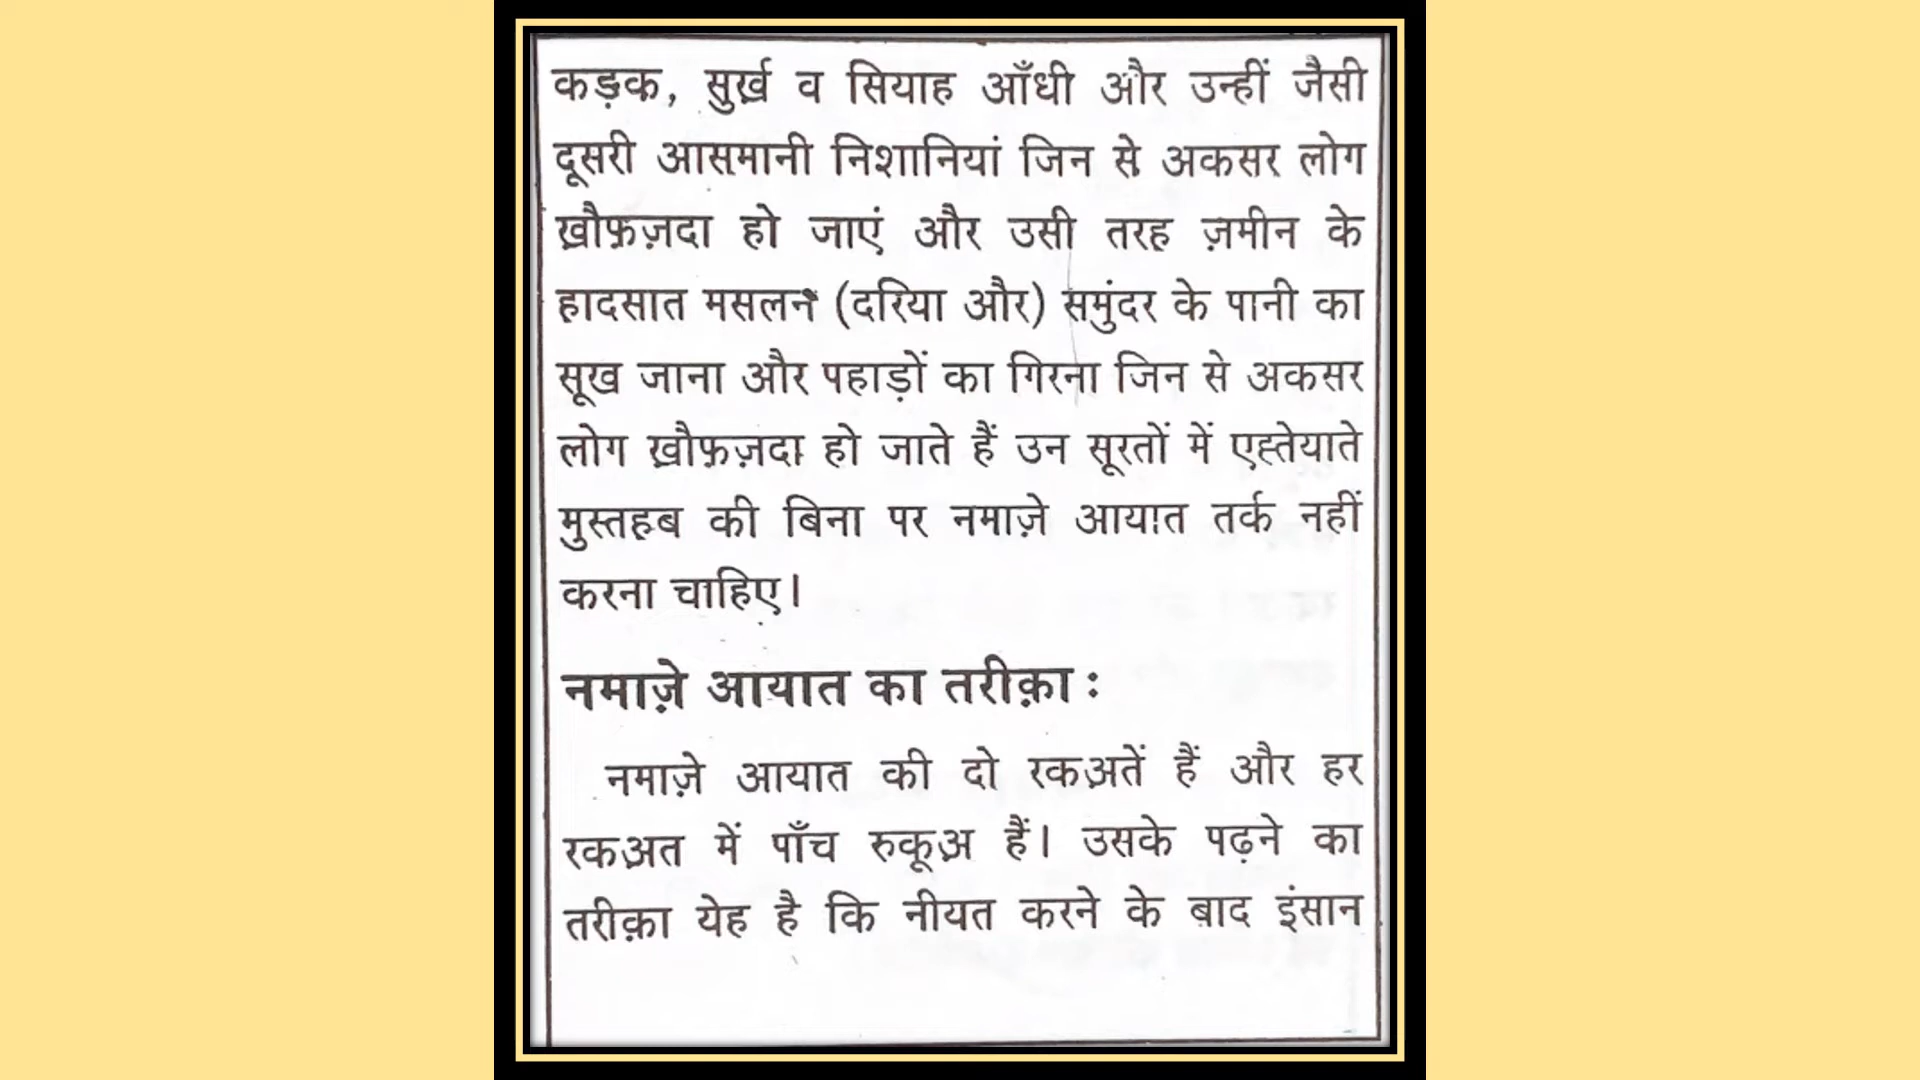 कड़क, सुर्ख़ व सियाह आँधी और उन्हीं जैसी
दूसरी आसमानी निशानियां जिन से अकसर लोग
ख़ौफ़ज़दा हो जाएं और उसी तरह ज़मीन के
हादसात मसलन (दरिया और) समुंदर के पानी का
सूख जाना और पहाड़ों का गिरना जिन से अकसर
लोग ख़ौफ़ज़दा हो जाते हैं उन सूरतों में एह्तेयाते
मुस्तहब की बिना पर नमाज़े आयात तर्क नहीं
करना चाहिए।
नमाज़े आयात का तरीक़ा :
नमाज़े आयात की दो रकअ़तें हैं और हर
रकअ़त में पाँच रुकूअ़ हैं। उसके पढ़ने का
तरीक़ा येह है कि नीयत करने के बाद इंसान